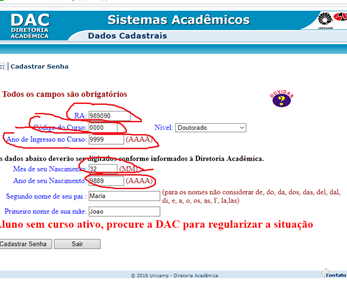 DAC Sistemas Acadêmicos
DIRETORIA
ACADÊMICA Dados Cadastrais
UNICAMP
::: | Cadastrar Senha
Todos os campos são obrigatórios
DUVIDAS
?
RA: 989090
Código do Curso: 0000 Nível: Doutorado
Ano de Ingresso no Curso: 9999 (AAAA)
s dados abaixo deverão ser digitados conforme informados à Diretoria Acadêmica.
Mes de seu Nascimento: 32 (MM)
Ano de seu Nascimento: 9889 (AAAA)
Segundo nome de seu pai : Maria (para os nomes não considerar de, do, da, dos, das, del, dal,
di, e, a, o, os, as, l', la,las)
Primeiro nome de sua mãe: Joao
Aluno sem curso ativo, procure a DAC para regularizar a situação
Cadastrar Senha Sair
© 2016 Unicamp - Diretoria Acadêmica Contato